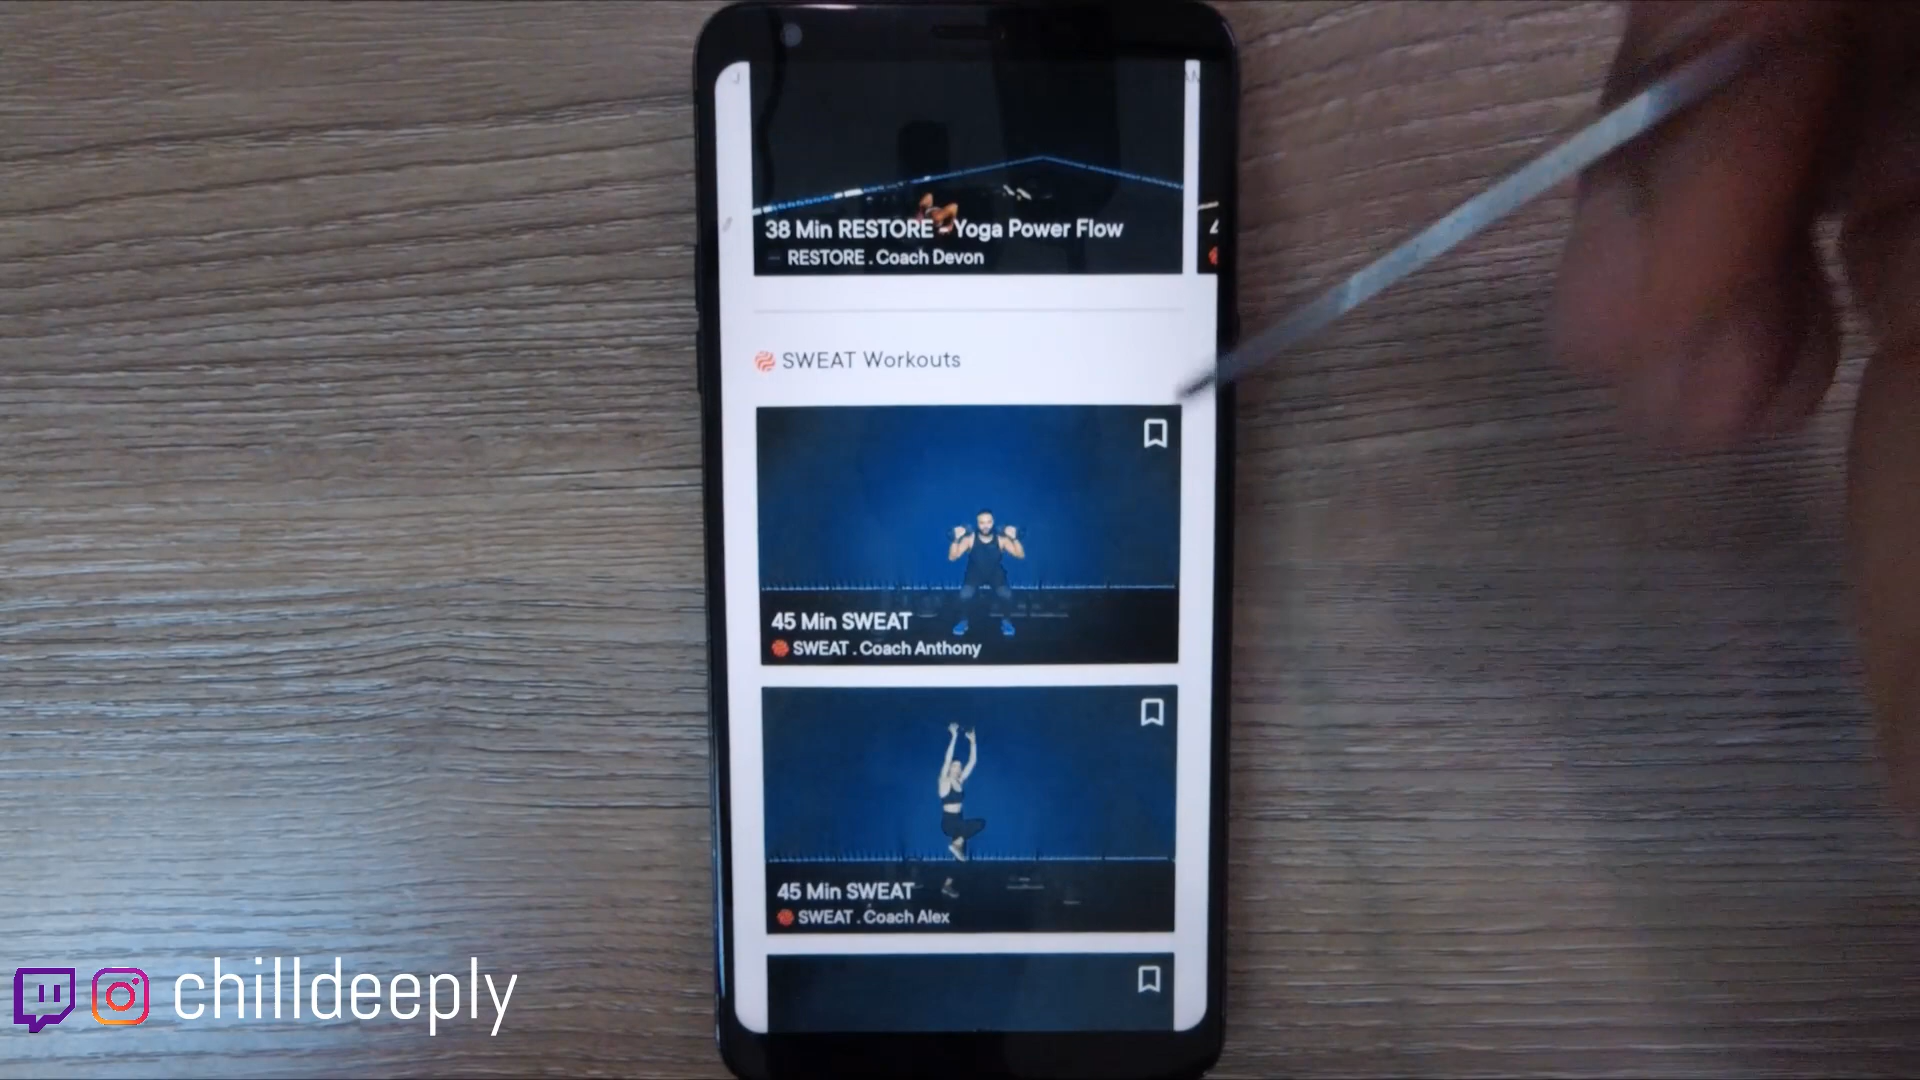 38 Min RESTORE - Yoga Power Flow
RESTORE . Coach Devon
SWEAT Workouts
45 Min SWEAT
SWEAT . Coach Anthony
45 Min SWEAT
SWEAT . Coach Alex
chilldeeply